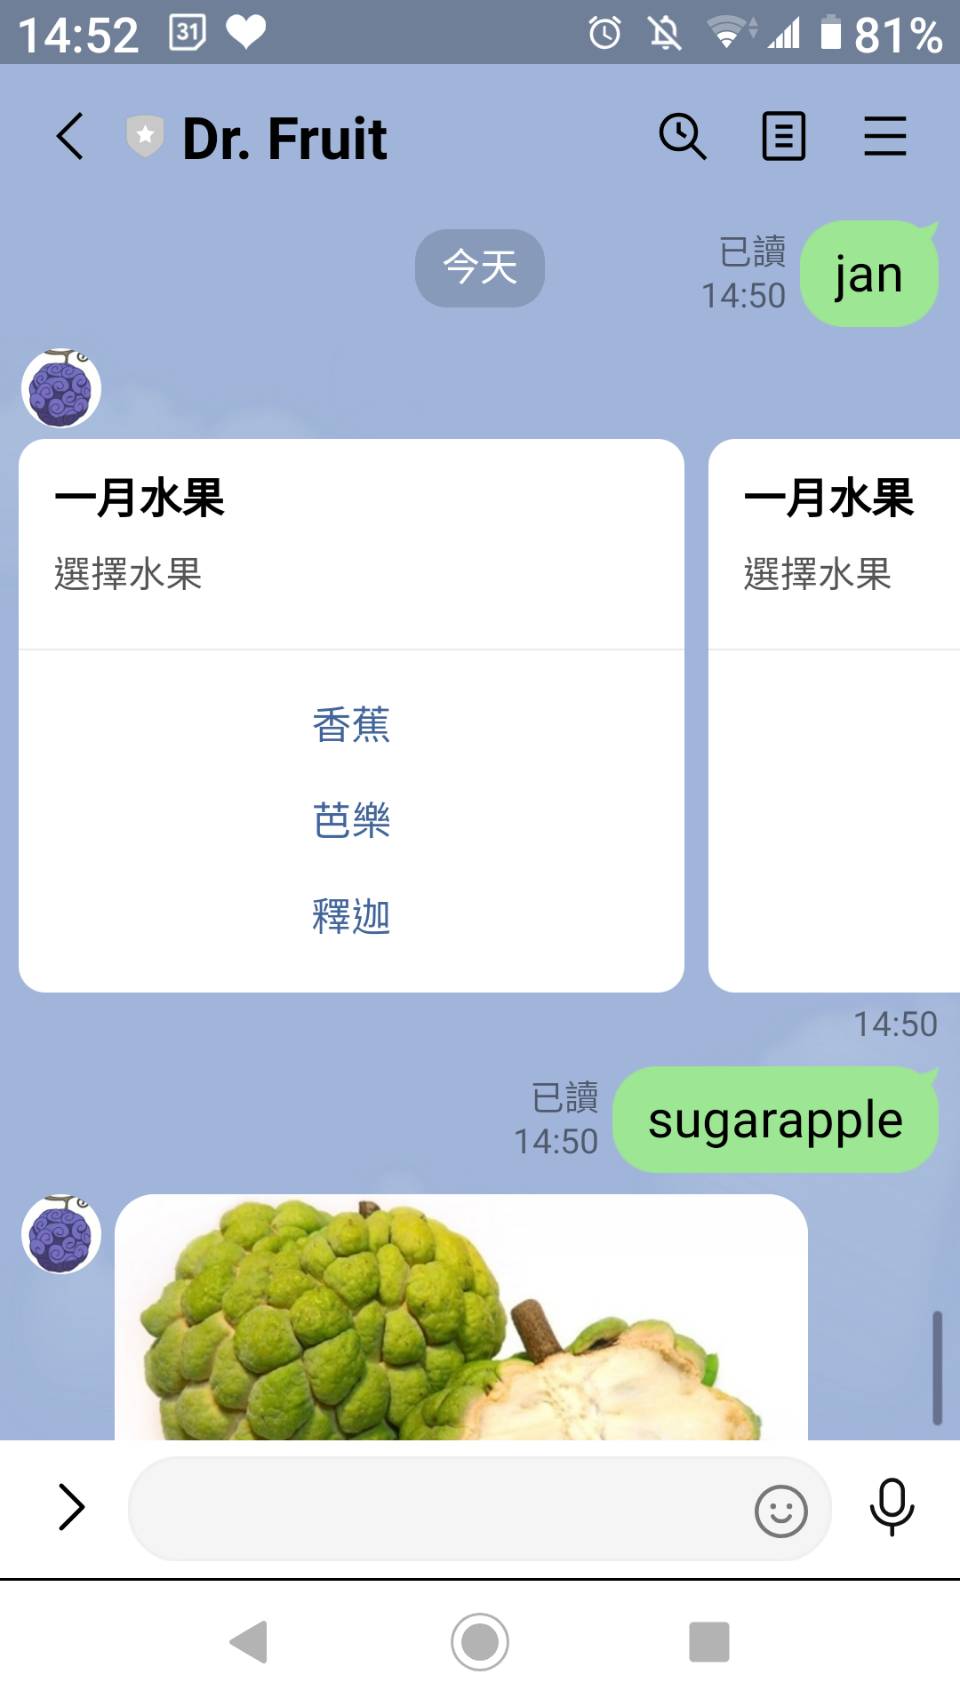 14:52 31 81%
Dr. Fruit
今天
已讀
14:50
jan
一月水果
選擇水果
香蕉
芭樂
釋迦
一月水果
選擇水果
14:50
已讀
14:50
sugarapple